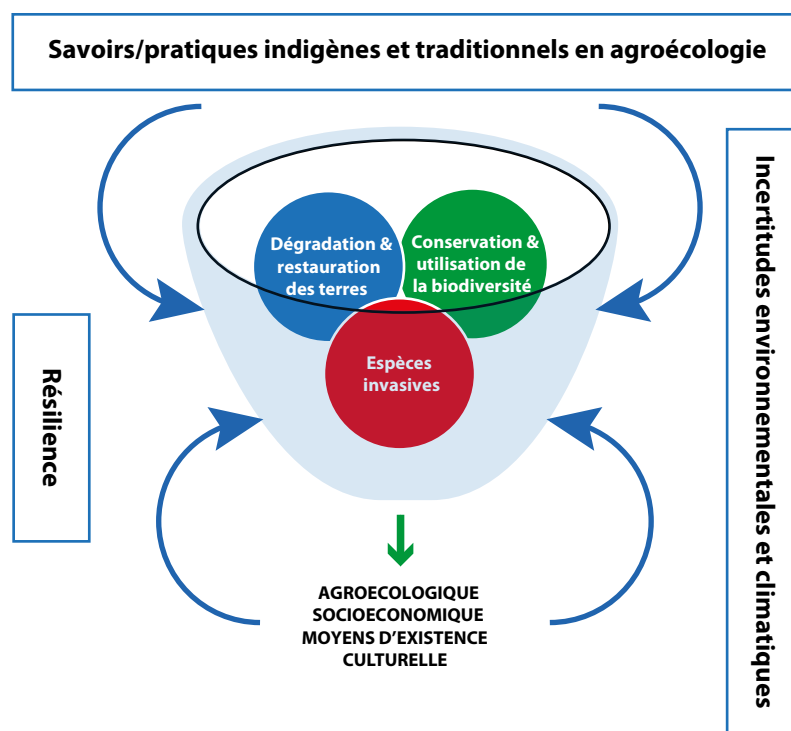 Savoirs/pratiques indigènes et traditionnels en agroécologie
Dégradation &
restauration
des terres
Conservation &
utilisation de
la biodiversité
Espèces
invasives
Résilience
Incertitudes environnementales et climatiques
AGROECOLOGIQUE
SOCIOECONOMIQUE
MOYENS D’EXISTENCE
CULTURELLE